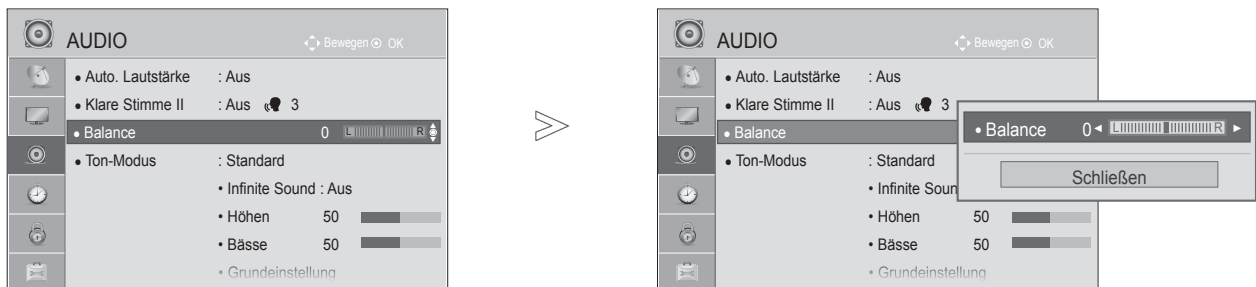 AUDIO
Bewegen OK
• Auto. Lautstärke : Aus
• Klare Stimme II : Aus 3
• Balance 0 L R
• Ton-Modus : Standard
• Infinite Sound : Aus
• Höhen 50
• Bässe 50
• Grundeinstellung
AUDIO
Bewegen OK
• Auto. Lautstärke : Aus
• Klare Stimme II : Aus 3
• Balance
• Ton-Modus : Standard
• Infinite Soun
• Höhen 50
• Bässe 50
• Grundeinstellung
• Balance 0 L R
Schließen